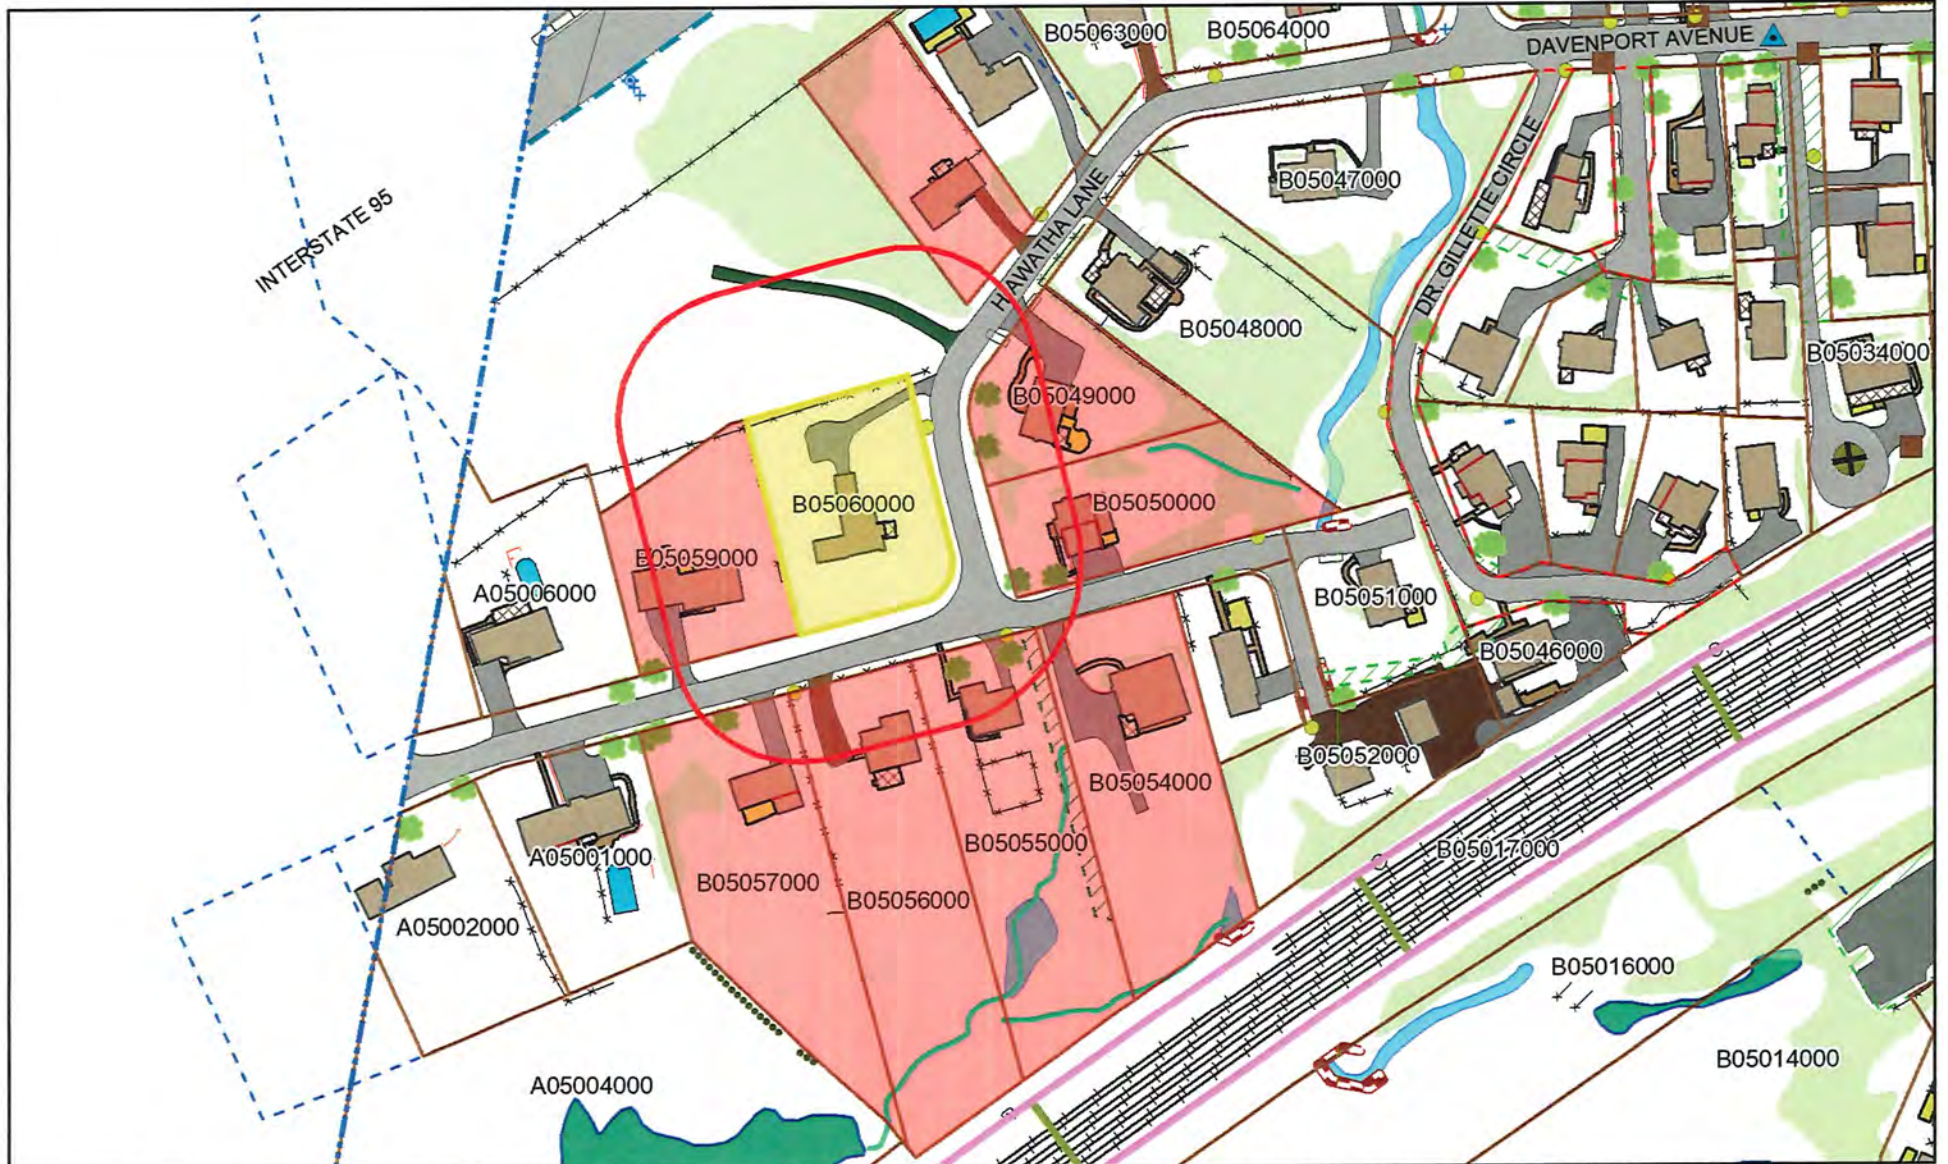 B05063000
B05064000
DAVENPORT AVENUE
INTERSTATE 95
HIAWATHA LANE
B05047000
DR. GILLETTE CIRCLE
B05048000
B05034000
B05049000
B05060000
B05050000
B05059000
A05006000
B05051000
B05046000
B05052000
B05054000
B05055000
B05017000
A05001000
B05057000
B05056000
A05002000
B05016000
B05014000
A05004000